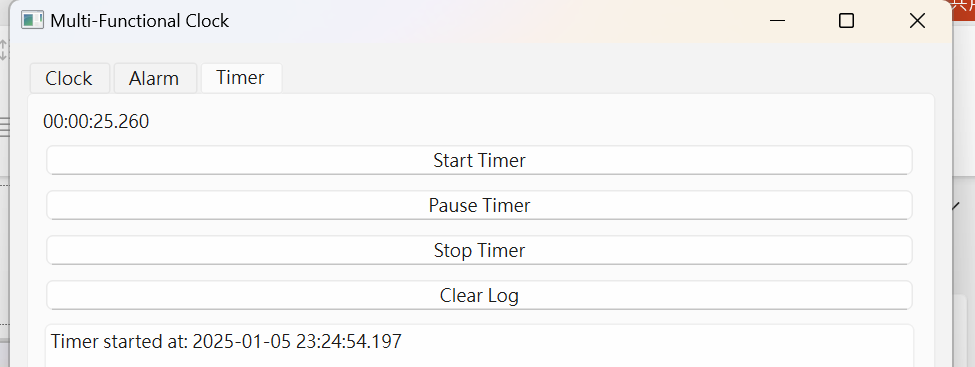 Multi-Functional Clock
Clock Alarm Timer
00:00:25.260
Start Timer
Pause Timer
Stop Timer
Clear Log
Timer started at: 2025-01-05 23:24:54.197